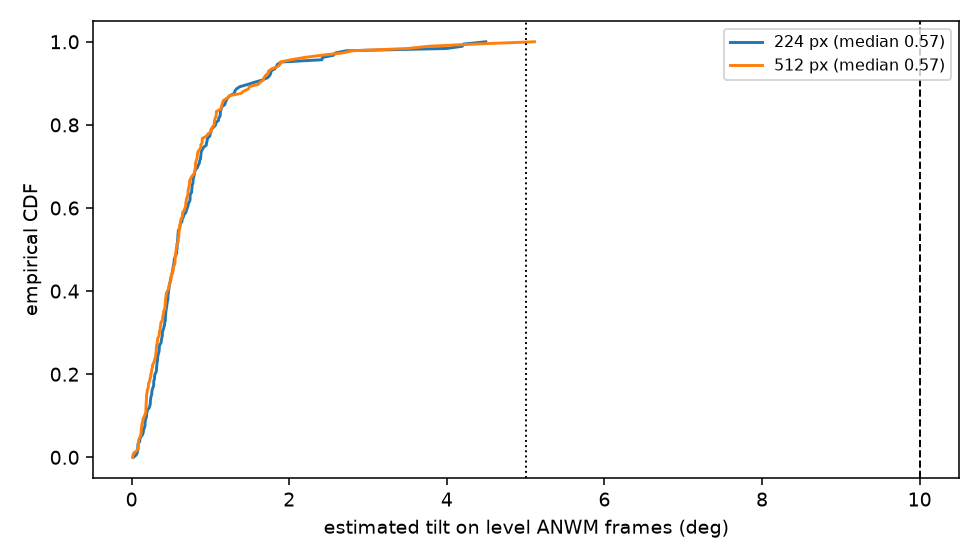 224 px (median 0.57)
512 px (median 0.57)
empirical CDF
1.0
0.8
0.6
0.4
0.2
0.0
0 2 4 6 8 10
estimated tilt on level ANWM frames (deg)